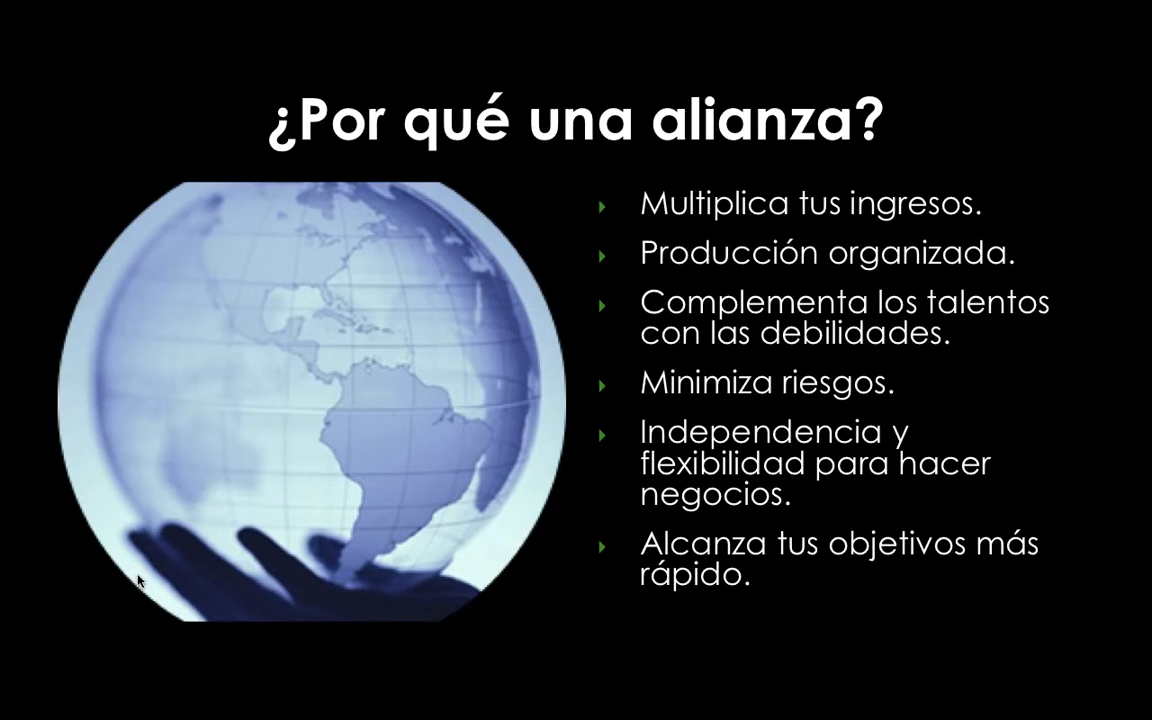 ¿Por qué una alianza?
Multiplica tus ingresos.
Producción organizada.
Complementa los talentos
con las debilidades.
Minimiza riesgos.
Independencia y
flexibilidad para hacer
negocios.
Alcanza tus objetivos más
rápido.